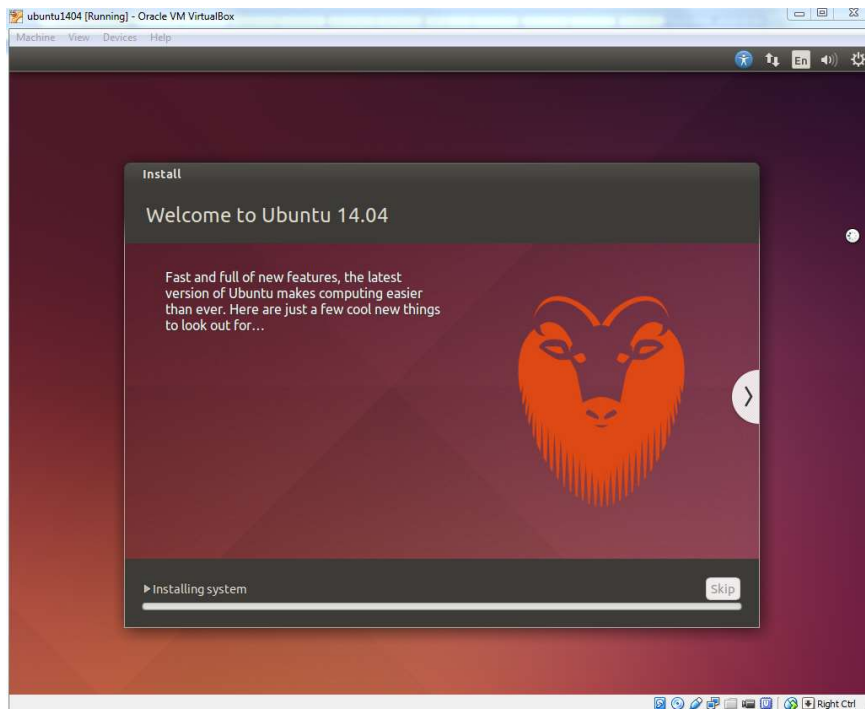 ubuntu1404 [Running] - Oracle VM VirtualBox
Machine View Devices Help
En
Install
Welcome to Ubuntu 14.04
Fast and full of new features, the latest
version of Ubuntu makes computing easier
than ever. Here are just a few cool new things
to look out for...
Installing system
Skip
Right Ctrl